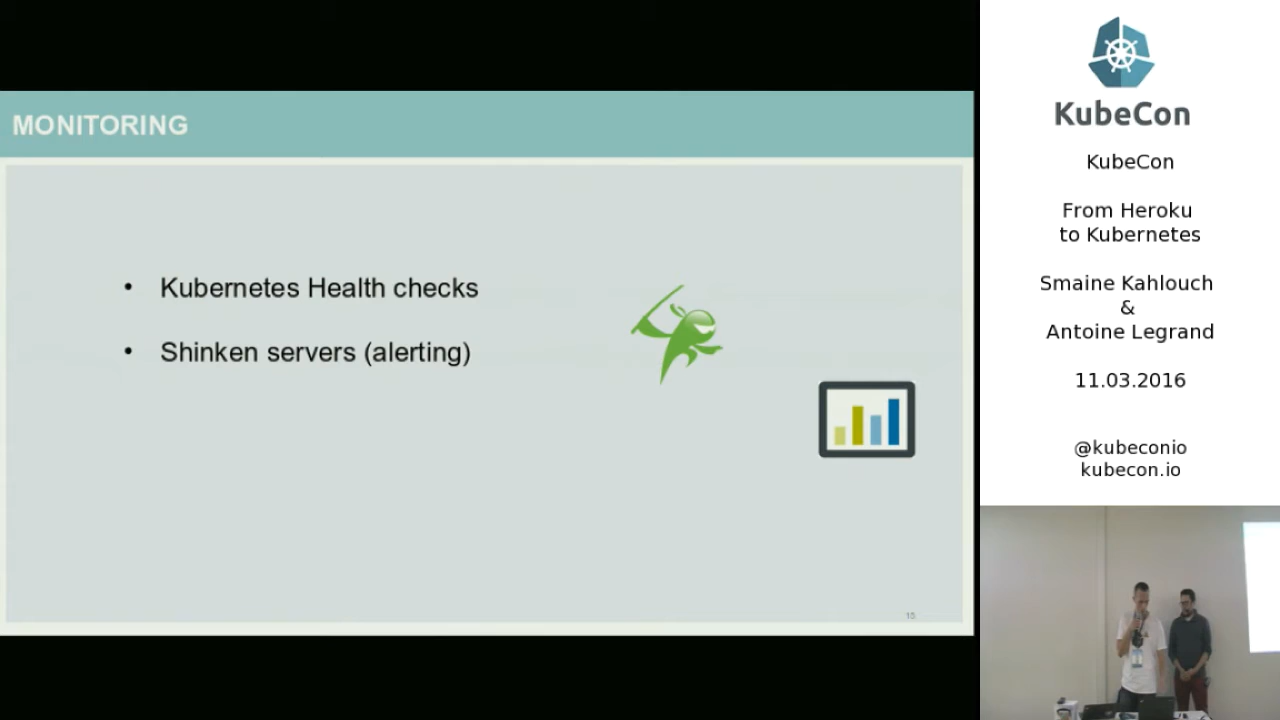 MONITORING
• Kubernetes Health checks
• Shinken servers (alerting)
15
KubeCon
KubeCon
From Heroku
to Kubernetes
Smaine Kahlouch
&
Antoine Legrand
11.03.2016
@kubeconio
kubecon.io